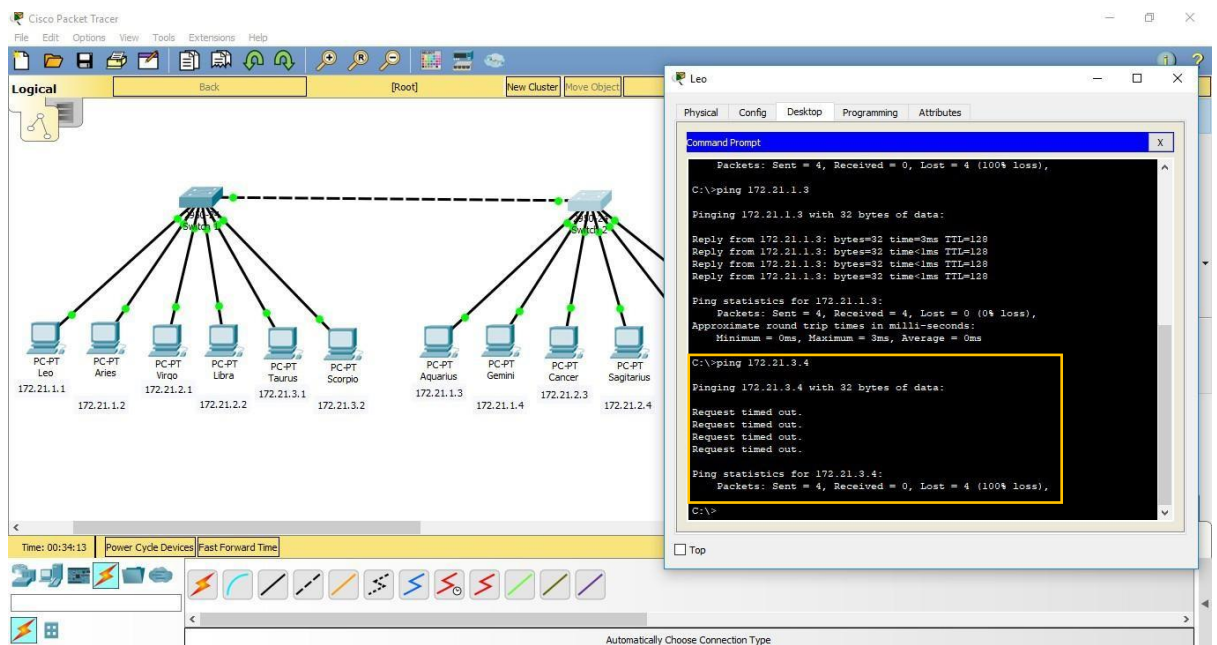 Cisco Packet Tracer
File Edit Options View Tools Extensions Help
Logical
Back
[Root]
New Cluster
Move Object
Leo
Physical Config Desktop Programming Attributes
Command Prompt
X
Packets: Sent = 4, Received = 0, Lost = 4 (100% loss),
C:\>ping 172.21.1.3
Pinging 172.21.1.3 with 32 bytes of data:
Reply from 172.21.1.3: bytes=32 time=3ms TTL=128
Reply from 172.21.1.3: bytes=32 time<1ms TTL=128
Reply from 172.21.1.3: bytes=32 time<1ms TTL=128
Reply from 172.21.1.3: bytes=32 time<1ms TTL=128
Ping statistics for 172.21.1.3:
Packets: Sent = 4, Received = 4, Lost = 0 (0% loss),
Approximate round trip times in milli-seconds:
Minimum = 0ms, Maximum = 3ms, Average = 0ms
C:\>ping 172.21.3.4
Pinging 172.21.3.4 with 32 bytes of data:
Request timed out.
Request timed out.
Request timed out.
Request timed out.
Ping statistics for 172.21.3.4:
Packets: Sent = 4, Received = 0, Lost = 4 (100% loss),
C:\>
Top
PC-PT
Leo
172.21.1.1
PC-PT
Aries
172.21.1.2
PC-PT
Virgo
172.21.2.1
PC-PT
Libra
172.21.2.2
PC-PT
Taurus
172.21.3.1
PC-PT
Scorpio
172.21.3.2
PC-PT
Aquarius
172.21.1.3
PC-PT
Gemini
172.21.1.4
PC-PT
Cancer
172.21.2.3
PC-PT
Sagitarius
172.21.2.4
Time: 00:34:13
Power Cycle Devices
Fast Forward Time
Automatically Choose Connection Type